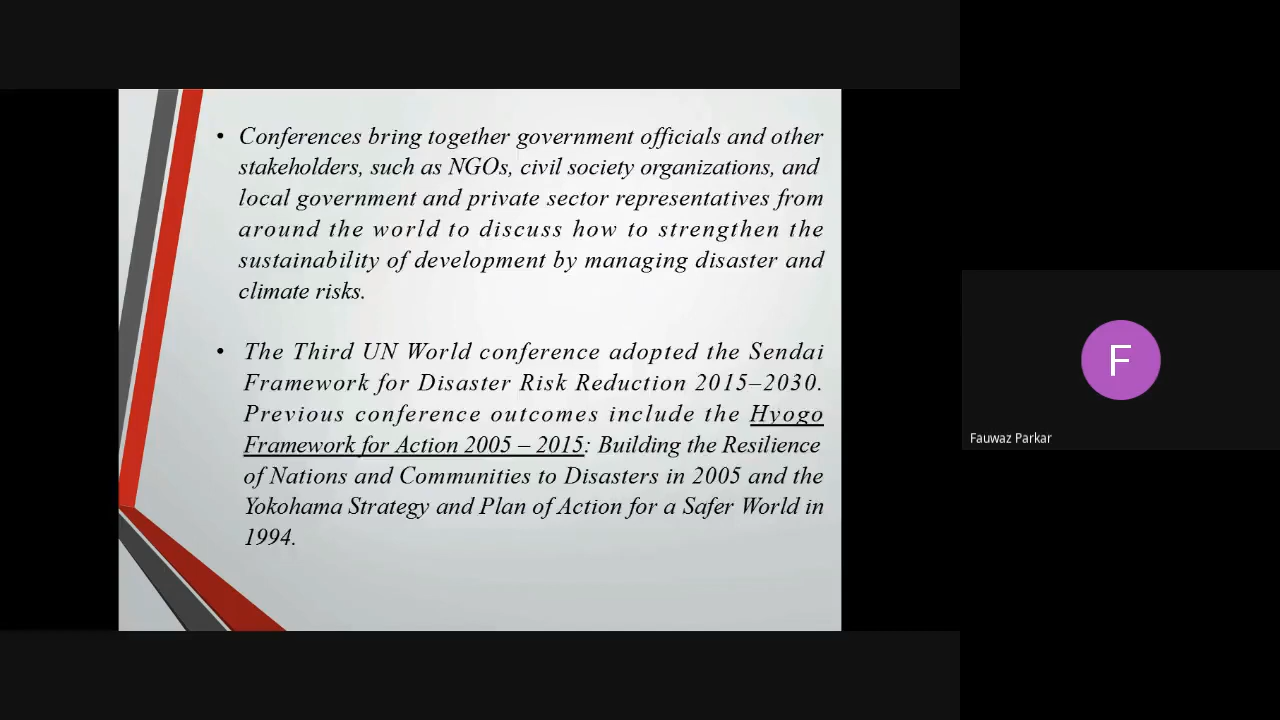 • Conferences bring together government officials and other
stakeholders, such as NGOs, civil society organizations, and
local government and private sector representatives from
around the world to discuss how to strengthen the
sustainability of development by managing disaster and
climate risks.
• The Third UN World conference adopted the Sendai
Framework for Disaster Risk Reduction 2015–2030.
Previous conference outcomes include the Hyogo
Framework for Action 2005 – 2015: Building the Resilience
of Nations and Communities to Disasters in 2005 and the
Yokohama Strategy and Plan of Action for a Safer World in
1994.
F
Fauwaz Parkar